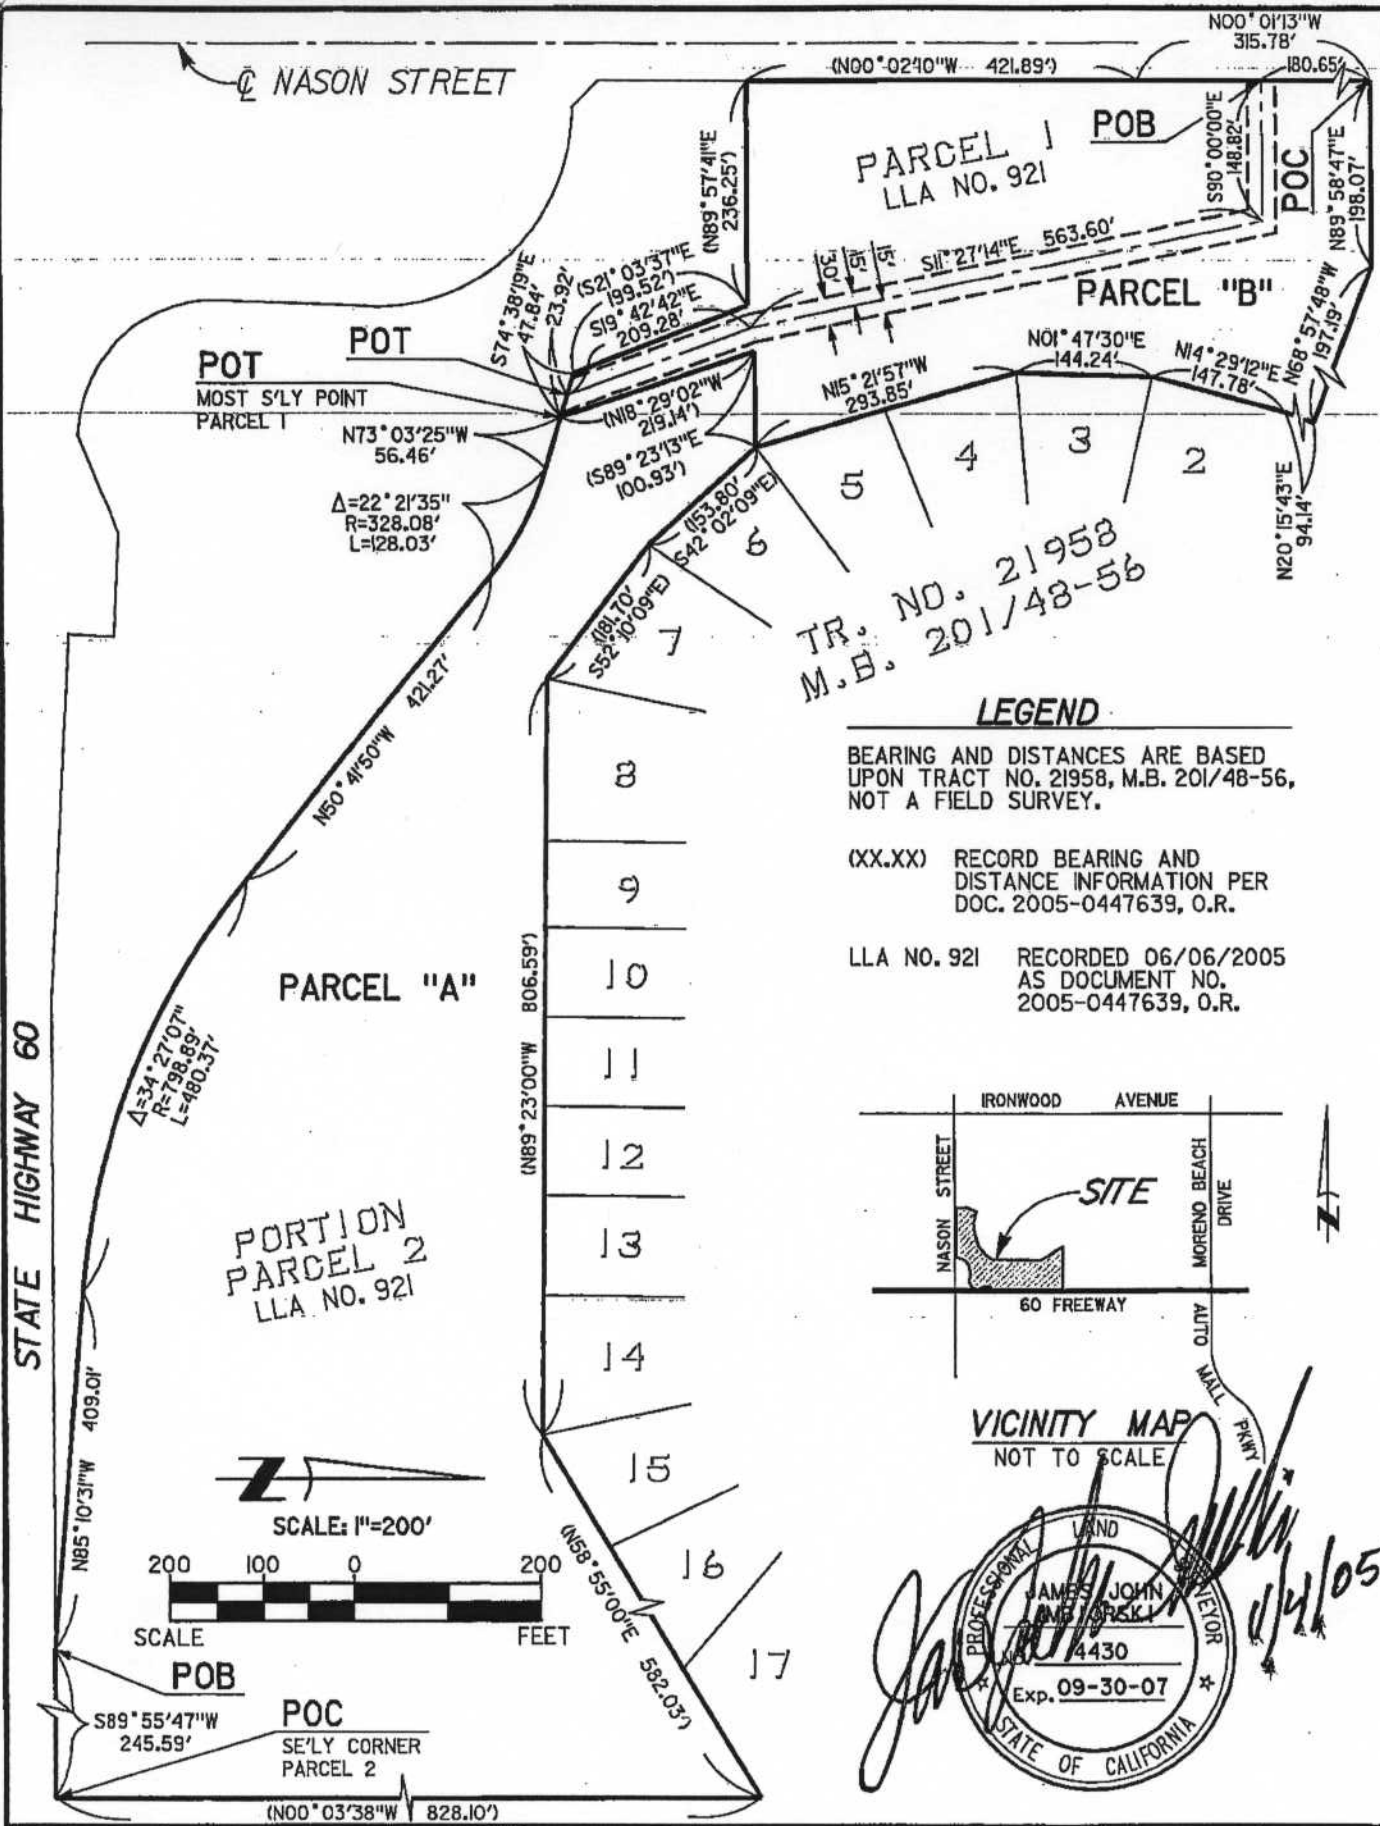 N00°01'13"W
315.78'
(N00°02'10"W 421.89')
180.65'
℄ NASON STREET
(N89°57'41"E
236.25')
PARCEL 1
LLA NO. 921
POB
S90°00'00"E
148.82'
POC
N89°58'47"E
198.07'
S74°38'19"E
47.84'
23.92'
(S21°03'37"E
199.52')
S19°42'42"E
209.28'
30'
15'
15'
S11°27'14"E 563.60'
PARCEL "B"
POT
POT
MOST S'LY POINT
PARCEL 1
N73°03'25"W
56.46'
(N18°29'02"W
219.14')
(S89°23'13"E
100.93')
N15°21'57"W
293.85'
N01°47'30"E
144.24'
N14°29'12"E
147.78'
N68°57'48"W
197.19'
N20°15'43"E
94.14'
Δ=22°21'35"
R=328.08'
L=128.03'
(153.80'
S42°02'09"E)
(181.70'
S52°10'09"E)
2
3
4
5
6
7
TR. NO. 21958
M.B. 201/48-56
N50°41'50"W 421.27'
LEGEND
BEARING AND DISTANCES ARE BASED
UPON TRACT NO. 21958, M.B. 201/48-56,
NOT A FIELD SURVEY.
(XX.XX) RECORD BEARING AND
DISTANCE INFORMATION PER
DOC. 2005-0447639, O.R.
LLA NO. 921 RECORDED 06/06/2005
AS DOCUMENT NO.
2005-0447639, O.R.
8
9
10
11
12
13
14
15
16
17
(N89°23'00"W 806.59')
PARCEL "A"
Δ=34°27'07"
R=798.89'
L=480.37'
STATE HIGHWAY 60
PORTION
PARCEL 2
LLA NO. 921
N85°10'31"W 409.01'
IRONWOOD AVENUE
NASON STREET
SITE
MORENO BEACH
DRIVE
60 FREEWAY
AUTO MALL PKWY
N
VICINITY MAP
NOT TO SCALE
N
SCALE: 1"=200'
200 100 0 200
SCALE FEET
(N58°55'00"E 582.03')
POB
S89°55'47"W
245.59'
POC
SE'LY CORNER
PARCEL 2
(N00°03'38"W 828.10')
PROFESSIONAL LAND SURVEYOR
JAMES JOHN
NO. 4430
Exp. 09-30-07
STATE OF CALIFORNIA